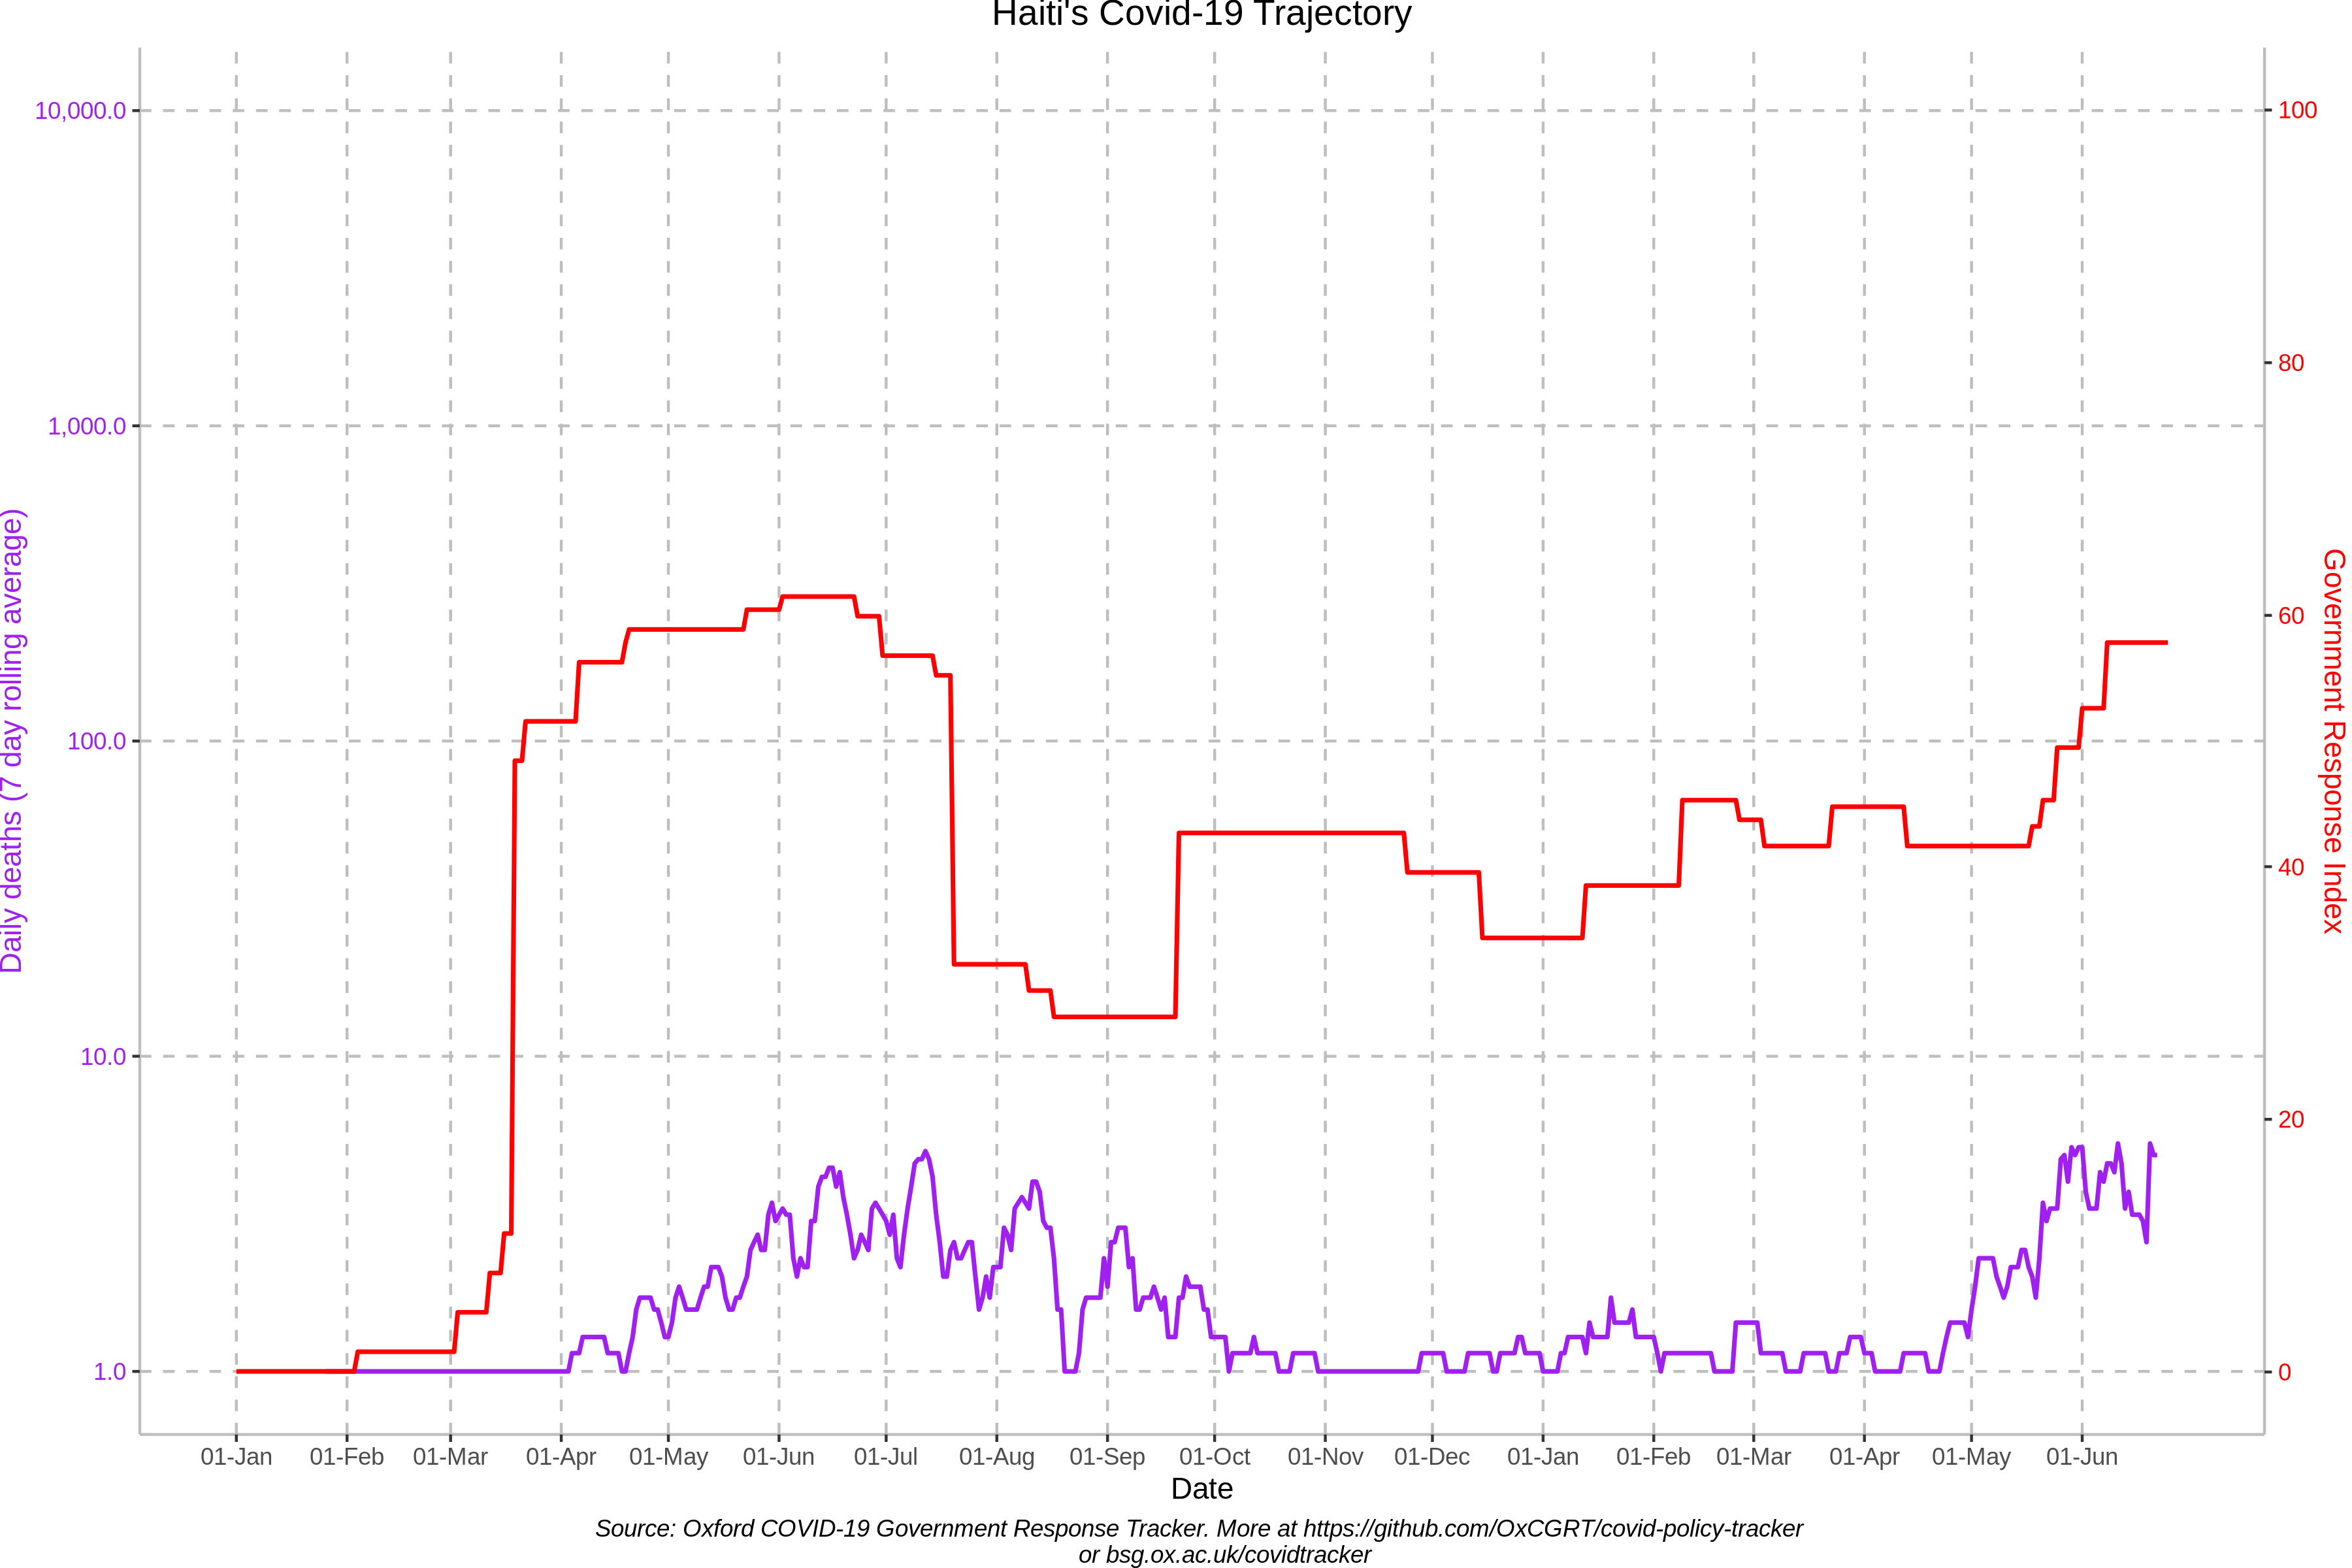 Haiti's Covid-19 Trajectory
10,000.0
1,000.0
100.0
10.0
1.0
Daily deaths (7 day rolling average)
100
80
60
40
20
0
Government Response Index
01-Jan 01-Feb 01-Mar 01-Apr 01-May 01-Jun 01-Jul 01-Aug 01-Sep 01-Oct 01-Nov 01-Dec 01-Jan 01-Feb 01-Mar 01-Apr 01-May 01-Jun
Date
Source: Oxford COVID-19 Government Response Tracker. More at https://github.com/OxCGRT/covid-policy-tracker
or bsg.ox.ac.uk/covidtracker